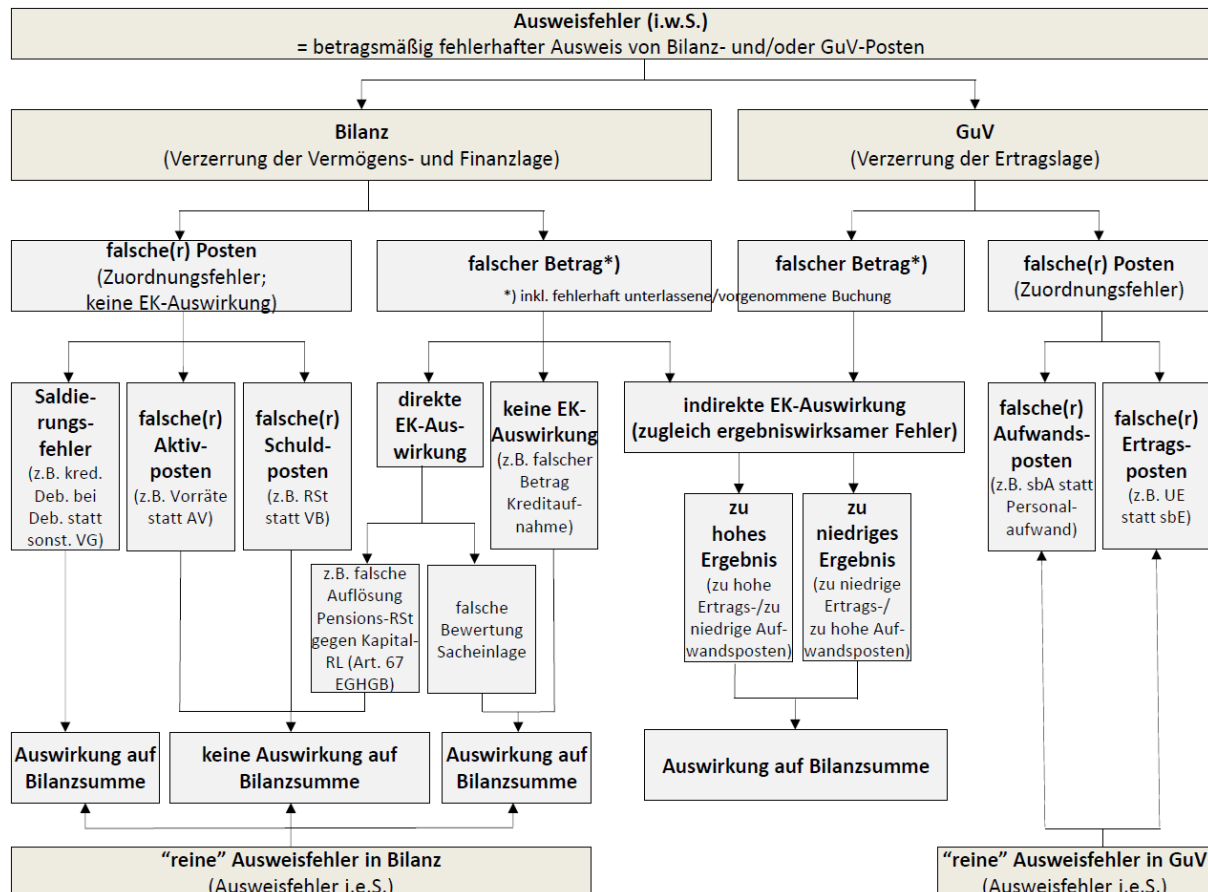 Ausweisfehler (i.w.S.)
= betragsmäßig fehlerhafter Ausweis von Bilanz- und/oder GuV-Posten
Bilanz
(Verzerrung der Vermögens- und Finanzlage)
GuV
(Verzerrung der Ertragslage)
falsche(r) Posten
(Zuordnungsfehler;
keine EK-Auswirkung)
falscher Betrag*)
falscher Betrag*)
*) inkl. fehlerhaft unterlassene/vorgenommene Buchung
falsche(r) Posten
(Zuordnungsfehler)
Saldie-
rungs-
fehler
(z.B. kred.
Deb. bei
Deb. statt
sonst. VG)
falsche(r)
Aktiv-
posten
(z.B. Vorräte
statt AV)
falsche(r)
Schuld-
posten
(z.B. RSt
statt VB)
direkte
EK-Aus-
wirkung
keine EK-
Auswirkung
(z.B. falscher
Betrag
Kreditauf-
nahme)
indirekte EK-Auswirkung
(zugleich ergebniswirksamer Fehler)
falsche(r)
Aufwands-
posten
(z.B. sbA statt
Personal-
aufwand)
falsche(r)
Ertrags-
posten
(z.B. UE
statt sbE)
z.B. falsche
Auflösung
Pensions-RSt
gegen Kapital-
RL (Art. 67
EGHGB)
falsche
Bewertung
Sacheinlage
zu
hohes
Ergebnis
(zu hohe
Ertrags-/zu
niedrige Auf-
wandsposten)
zu
niedriges
Ergebnis
(zu niedrige
Ertrags-/
zu hohe Auf-
wandsposten)
Auswirkung auf
Bilanzsumme
keine Auswirkung auf
Bilanzsumme
Auswirkung auf
Bilanzsumme
Auswirkung auf Bilanzsumme
“reine” Ausweisfehler in Bilanz
(Ausweisfehler i.e.S.)
“reine” Ausweisfehler in GuV
(Ausweisfehler i.e.S.)